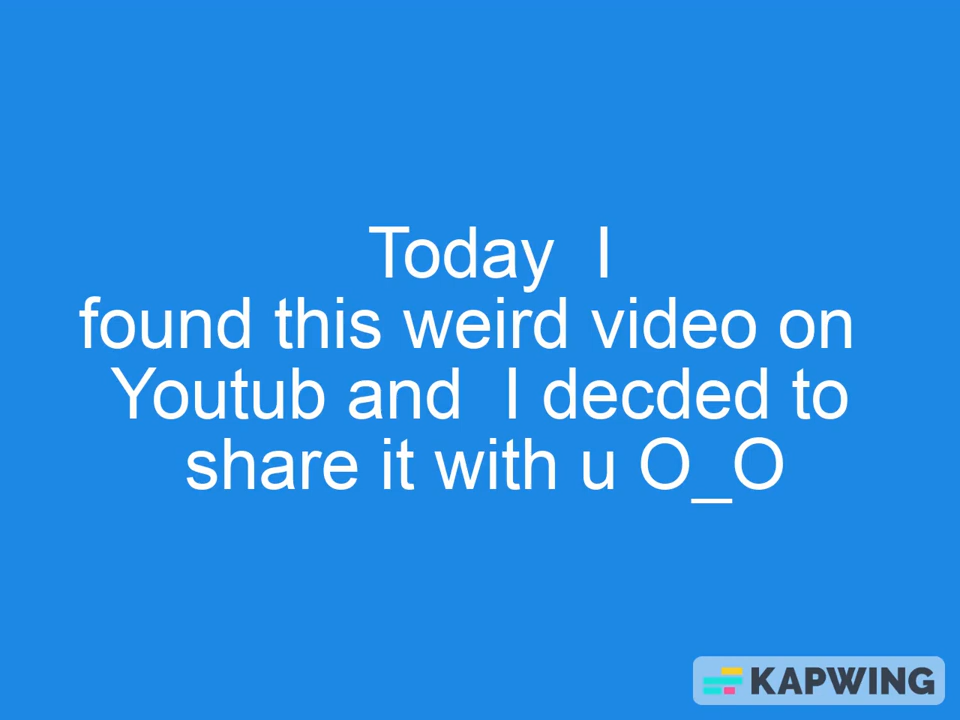 Today  I
found this weird video on
Youtub and  I decded to
share it with u O_O
KAPWING